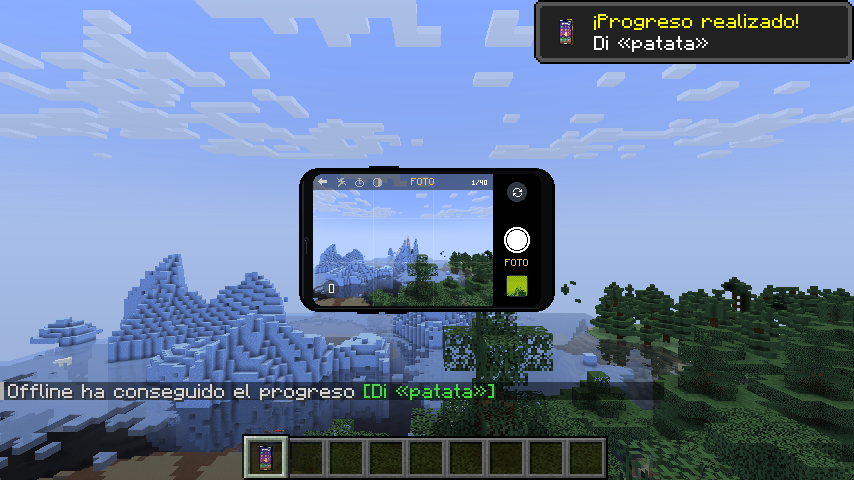 ¡Progreso realizado!
Di «patata»
FOTO
1/40
FOTO
Offline ha conseguido el progreso [Di «patata»]